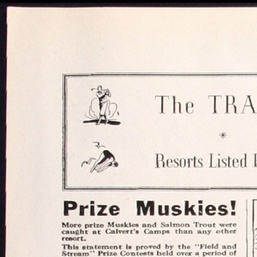 The TRA
*
Resorts Listed
Prize Muskies!
More prize Muskies and Salmon Trout were
caught at Calvert's Camps than any other
resort.
This statement is proved by the "Field and
Stream" Prize Contests held over a period of